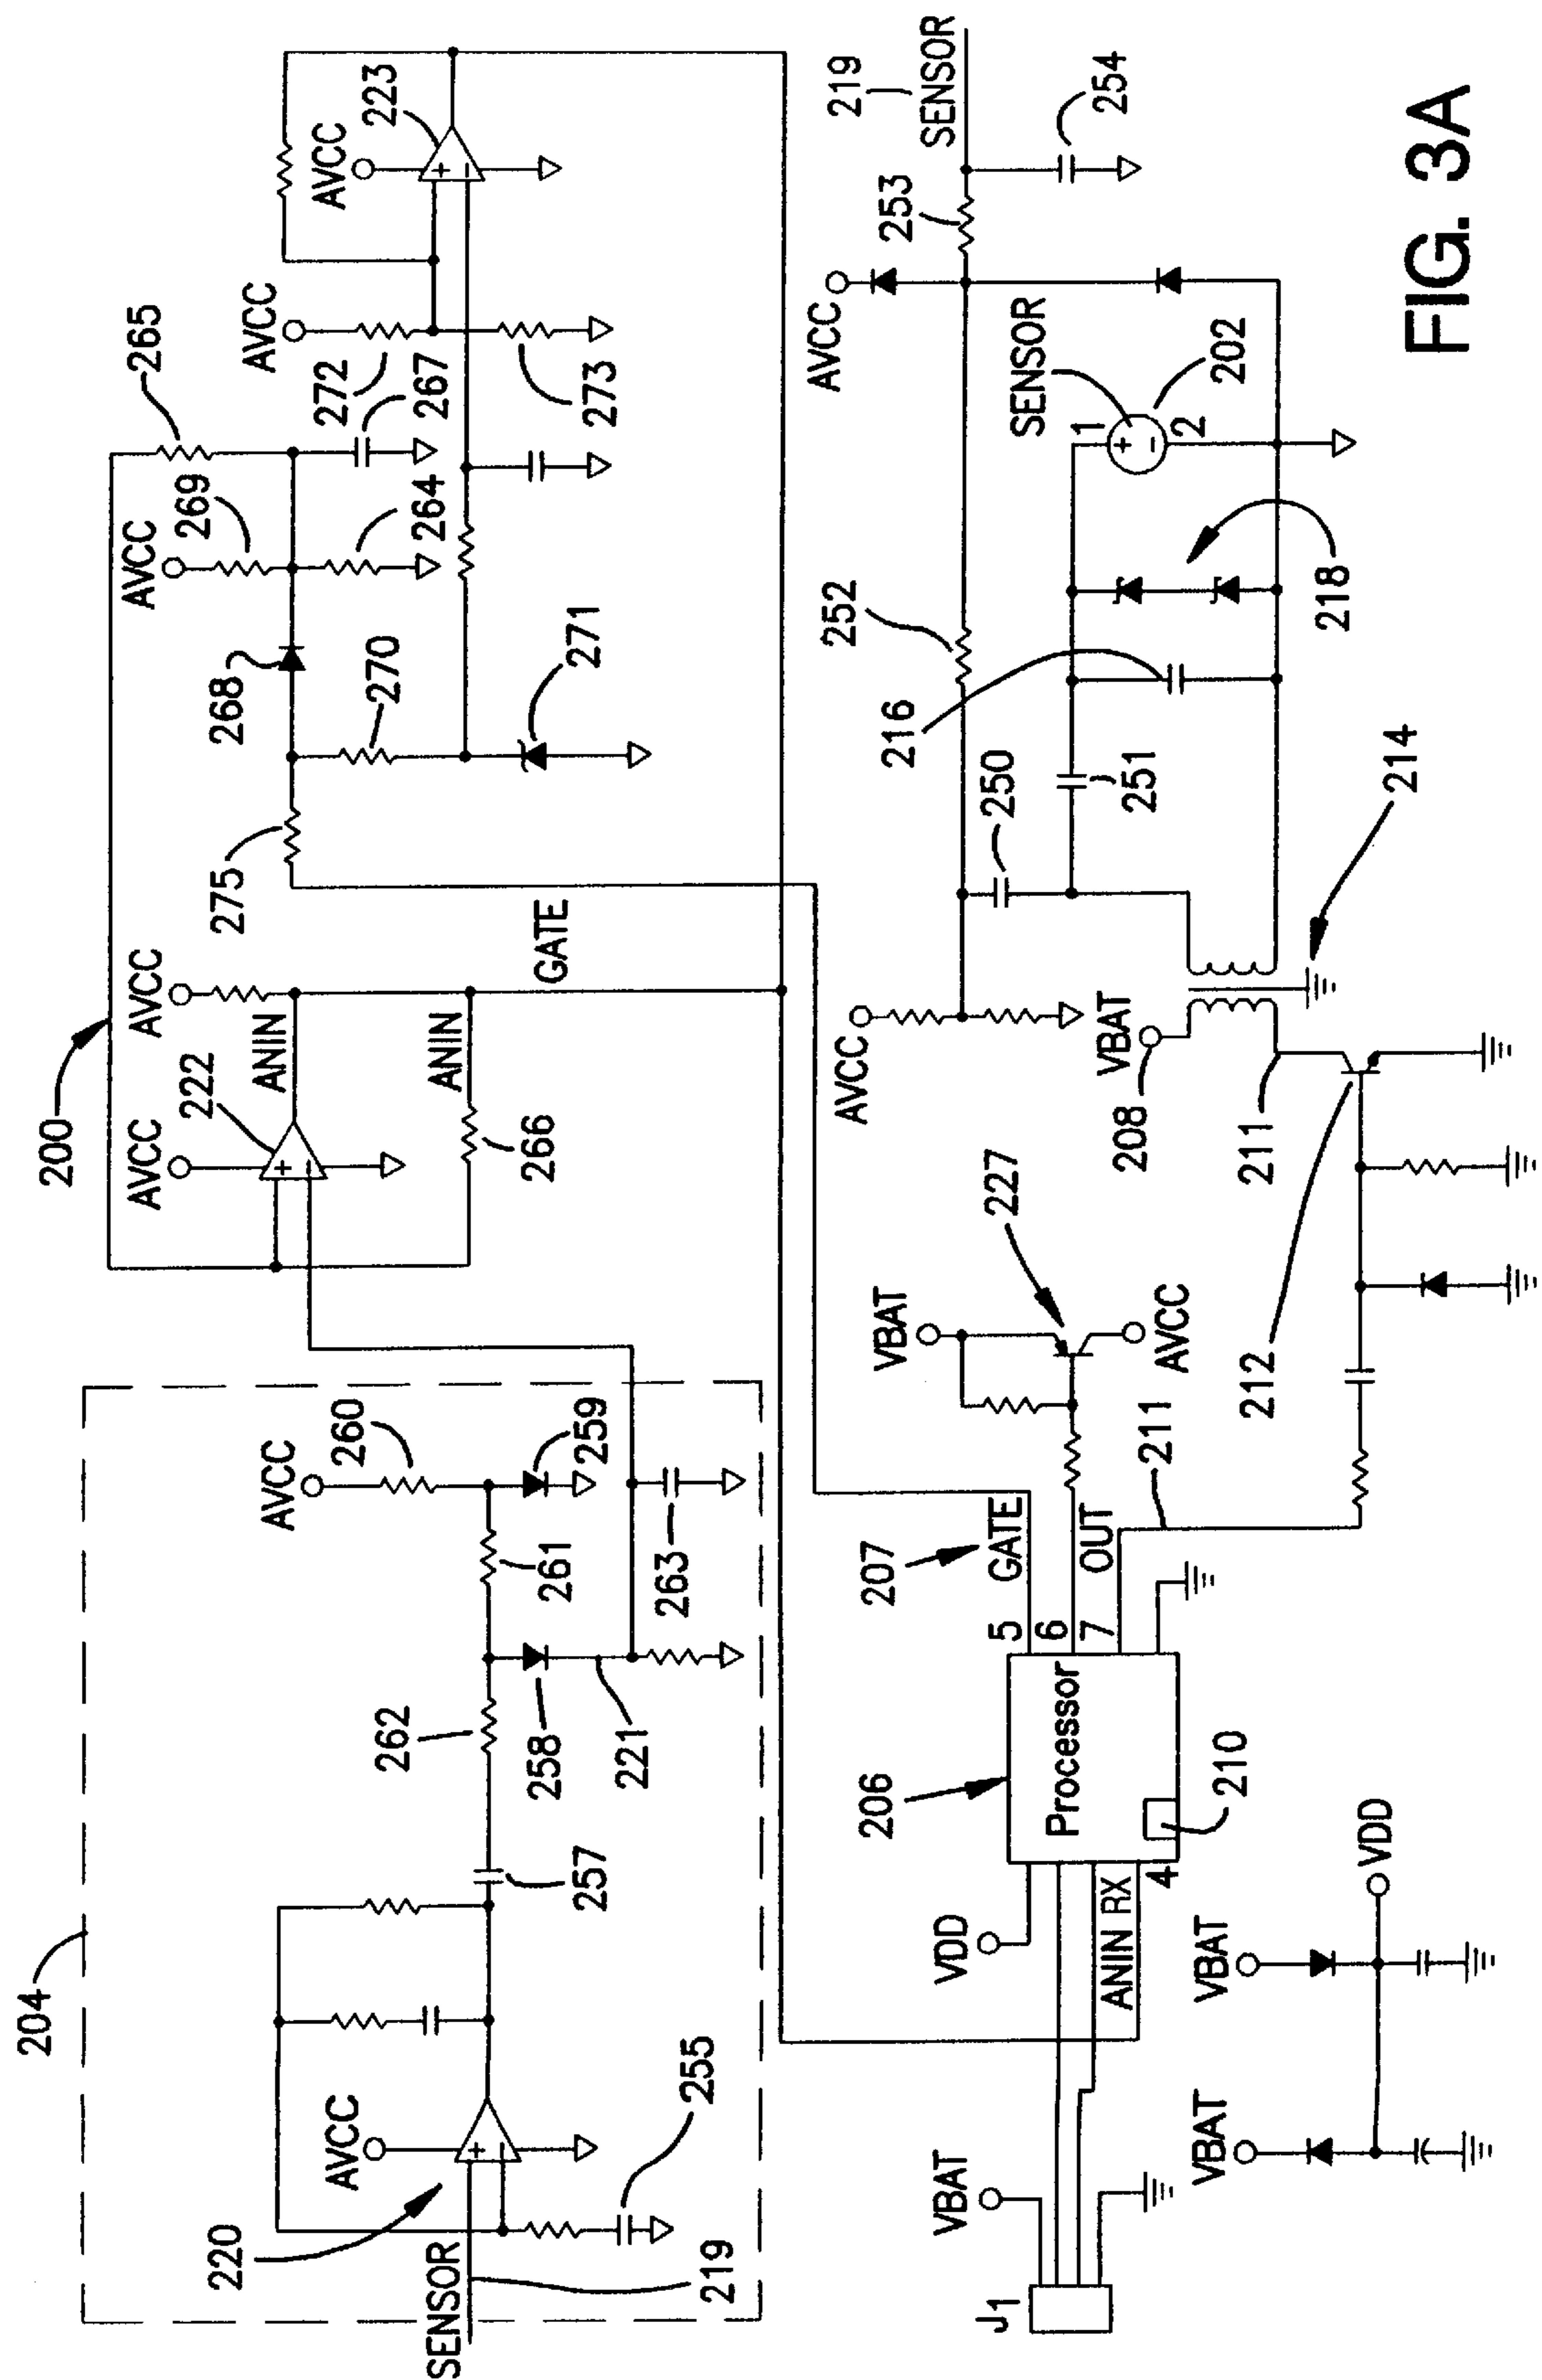 200
204
220
SENSOR
219
AVCC
255
257
262
258
221
261
AVCC
260
259
263
AVCC
222
ANIN
ANIN
266
AVCC
GATE
275
268
270
271
AVCC
269
264
265
267
AVCC
272
273
AVCC
223
J1
VBAT
VDD
206
Processor
210
ANIN RX
4
5
6
7
GATE
OUT
207
211
VBAT
227
AVCC
212
VBAT
VBAT
VDD
AVCC
VBAT
208
211
214
250
251
216
252
218
SENSOR
1
2
202
AVCC
253
219
SENSOR
254
FIG. 3A